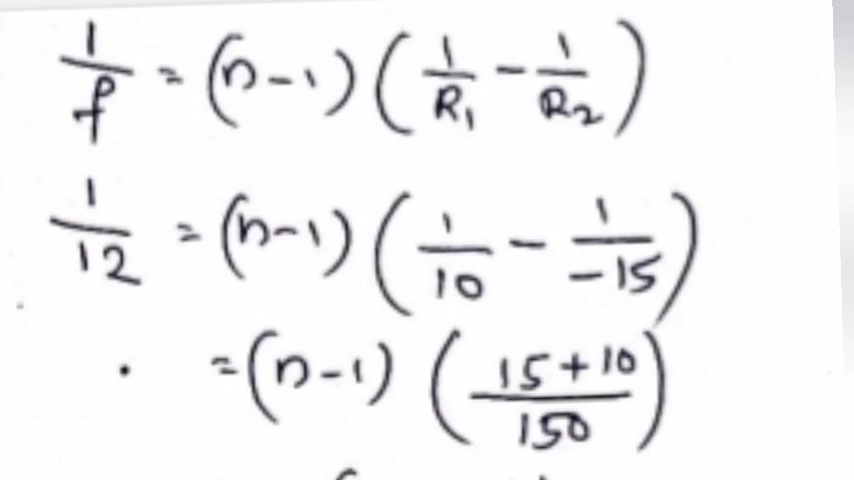 1/f = (n-1) (1/R₁ - 1/R₂)
1/12 = (n-1) (1/10 - 1/-15)
= (n-1) (15+10/150)